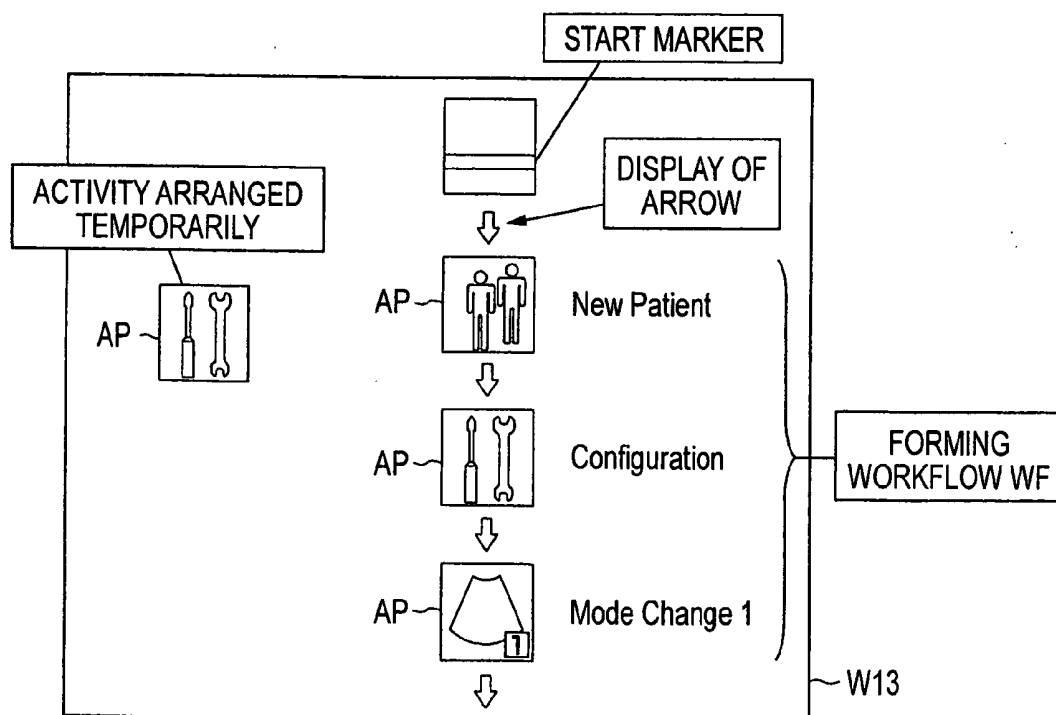 START MARKER
DISPLAY OF
ARROW
ACTIVITY ARRANGED
TEMPORARILY
AP
AP
New Patient
AP
Configuration
FORMING
WORKFLOW WF
AP
1
Mode Change 1
W13